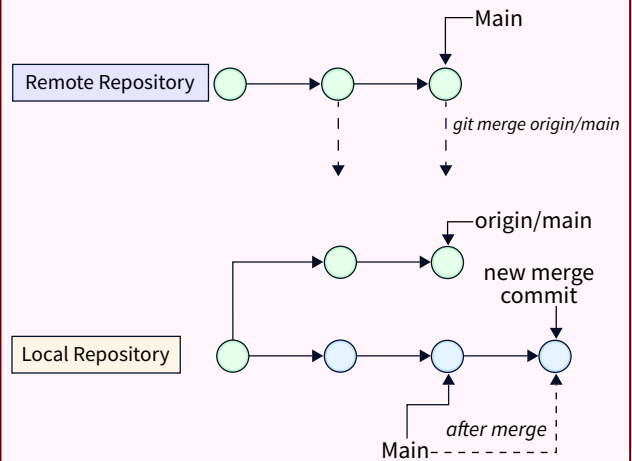 Main
Remote Repository
git merge origin/main
origin/main
new merge
commit
Local Repository
after merge
Main